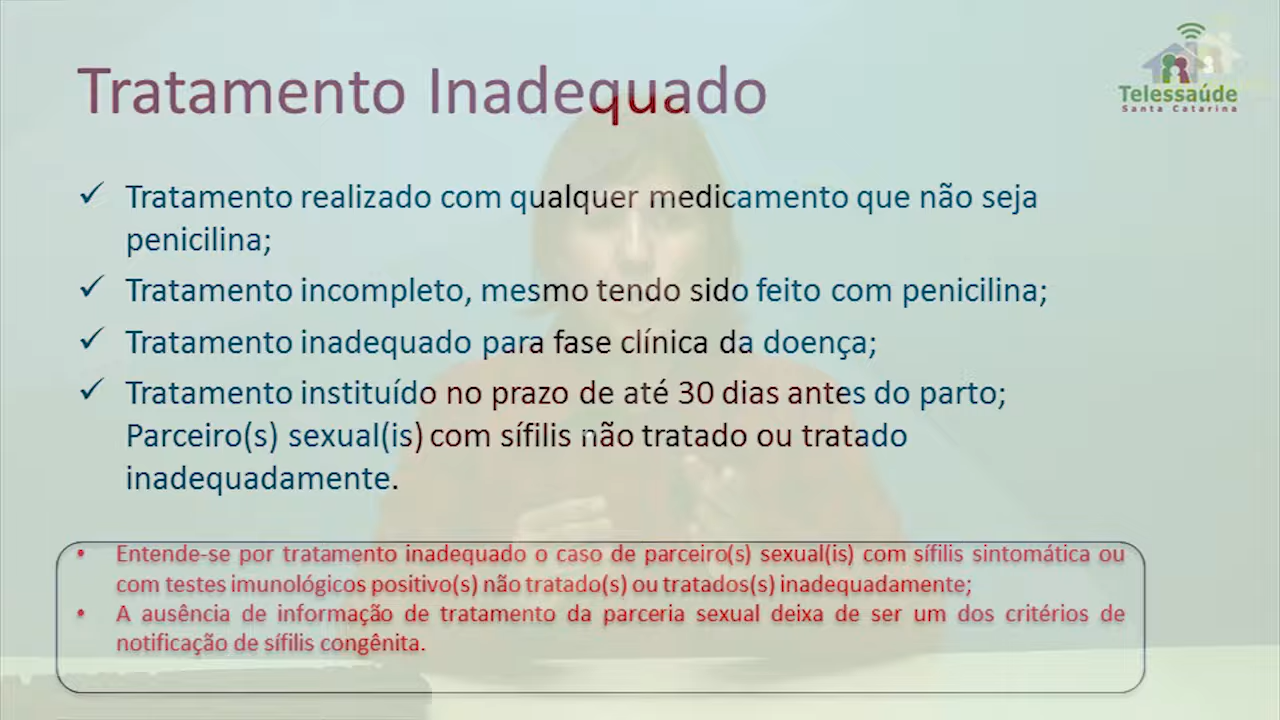 Tratamento Inadequado
Telessaúde
Santa Catarina
✓ Tratamento realizado com qualquer medicamento que não seja
penicilina;
✓ Tratamento incompleto, mesmo tendo sido feito com penicilina;
✓ Tratamento inadequado para fase clínica da doença;
✓ Tratamento instituído no prazo de até 30 dias antes do parto;
Parceiro(s) sexual(is) com sífilis não tratado ou tratado
inadequadamente.
• Entende-se por tratamento inadequado o caso de parceiro(s) sexual(is) com sífilis sintomática ou
com testes imunológicos positivo(s) não tratado(s) ou tratados(s) inadequadamente;
• A ausência de informação de tratamento da parceria sexual deixa de ser um dos critérios de
notificação de sífilis congênita.